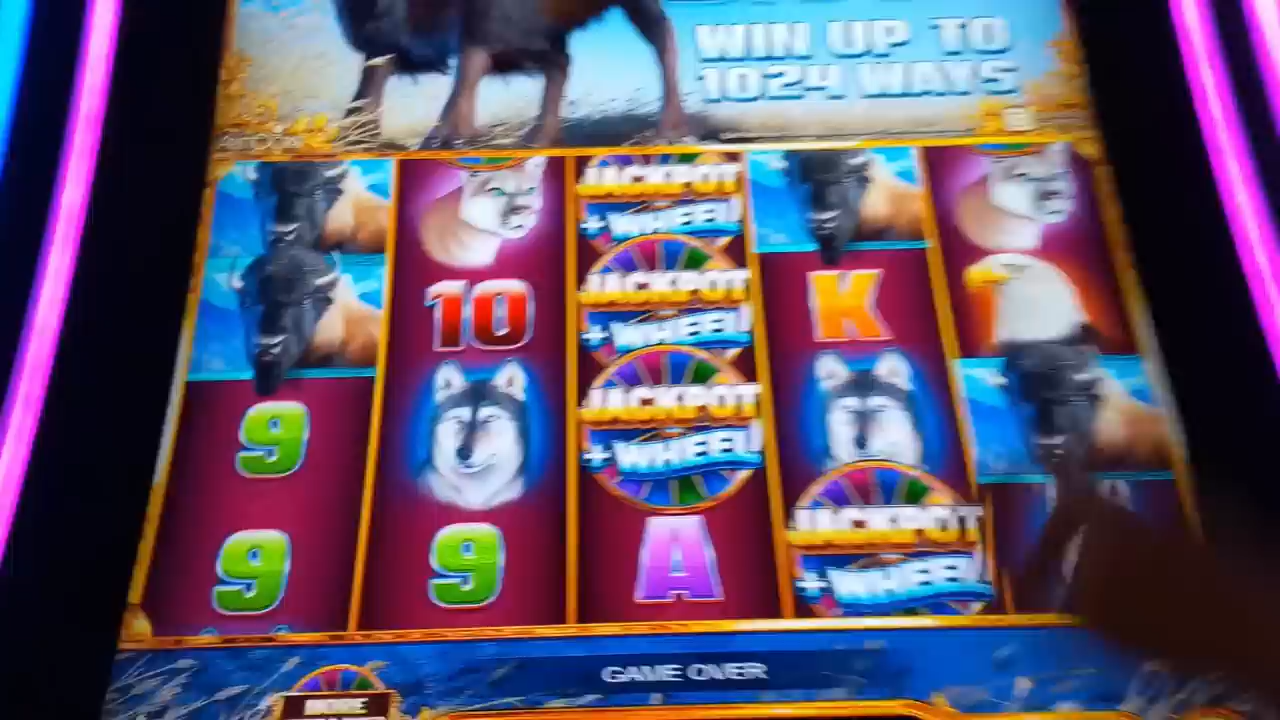 WIN UP TO
1024 WAYS
JACKPOT
+ WHEEL!
10
JACKPOT
+ WHEEL!
K
9
JACKPOT
+ WHEEL!
9
9
A
JACKPOT
+ WHEEL!
GAME OVER
MORE